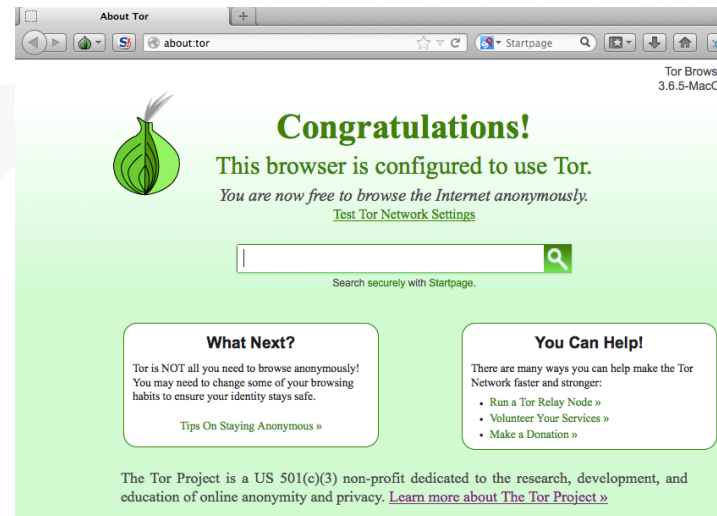 About Tor
about:tor
Startpage
Tor Brows
3.6.5-MacO
Congratulations!
This browser is configured to use Tor.
You are now free to browse the Internet anonymously.
Test Tor Network Settings
Search securely with Startpage.
What Next?
Tor is NOT all you need to browse anonymously!
You may need to change some of your browsing
habits to ensure your identity stays safe.
Tips On Staying Anonymous »
You Can Help!
There are many ways you can help make the Tor
Network faster and stronger:
• Run a Tor Relay Node »
• Volunteer Your Services »
• Make a Donation »
The Tor Project is a US 501(c)(3) non-profit dedicated to the research, development, and
education of online anonymity and privacy. Learn more about The Tor Project »